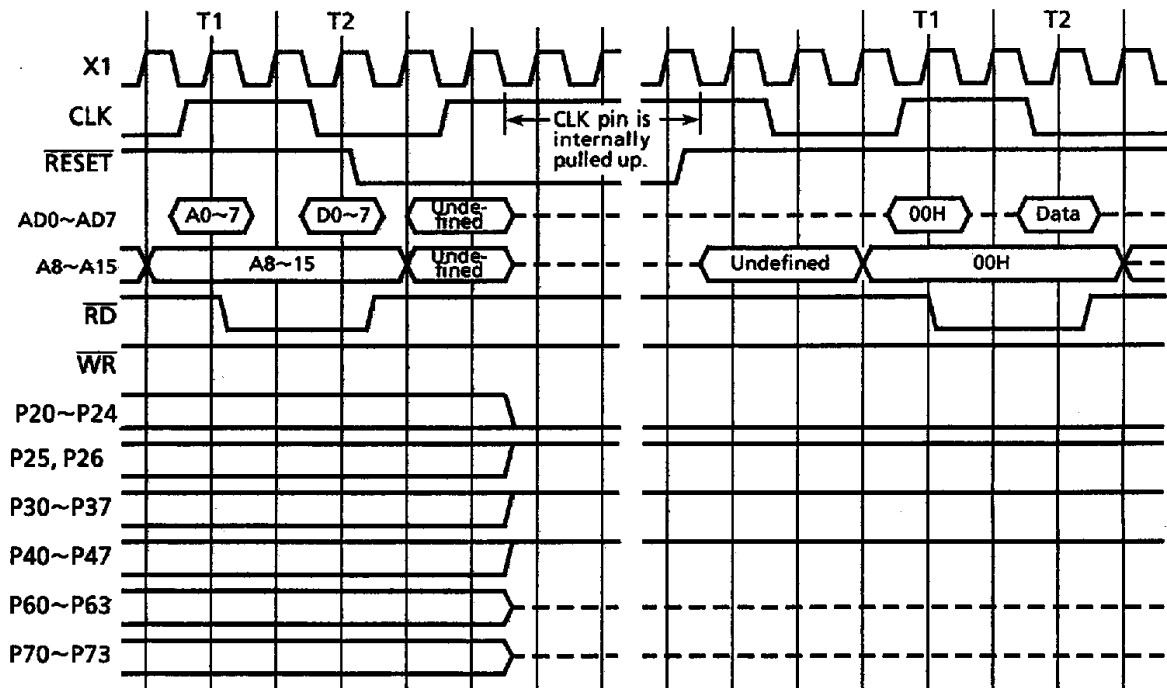 T1 T2 T1 T2
X1
CLK
CLK pin is
internally
pulled up.
RESET
AD0~AD7 A0~7 D0~7 Unde-
fined 00H Data
A8~A15 A8~15 Unde-
fined Undefined 00H
RD
WR
P20~P24
P25, P26
P30~P37
P40~P47
P60~P63
P70~P73